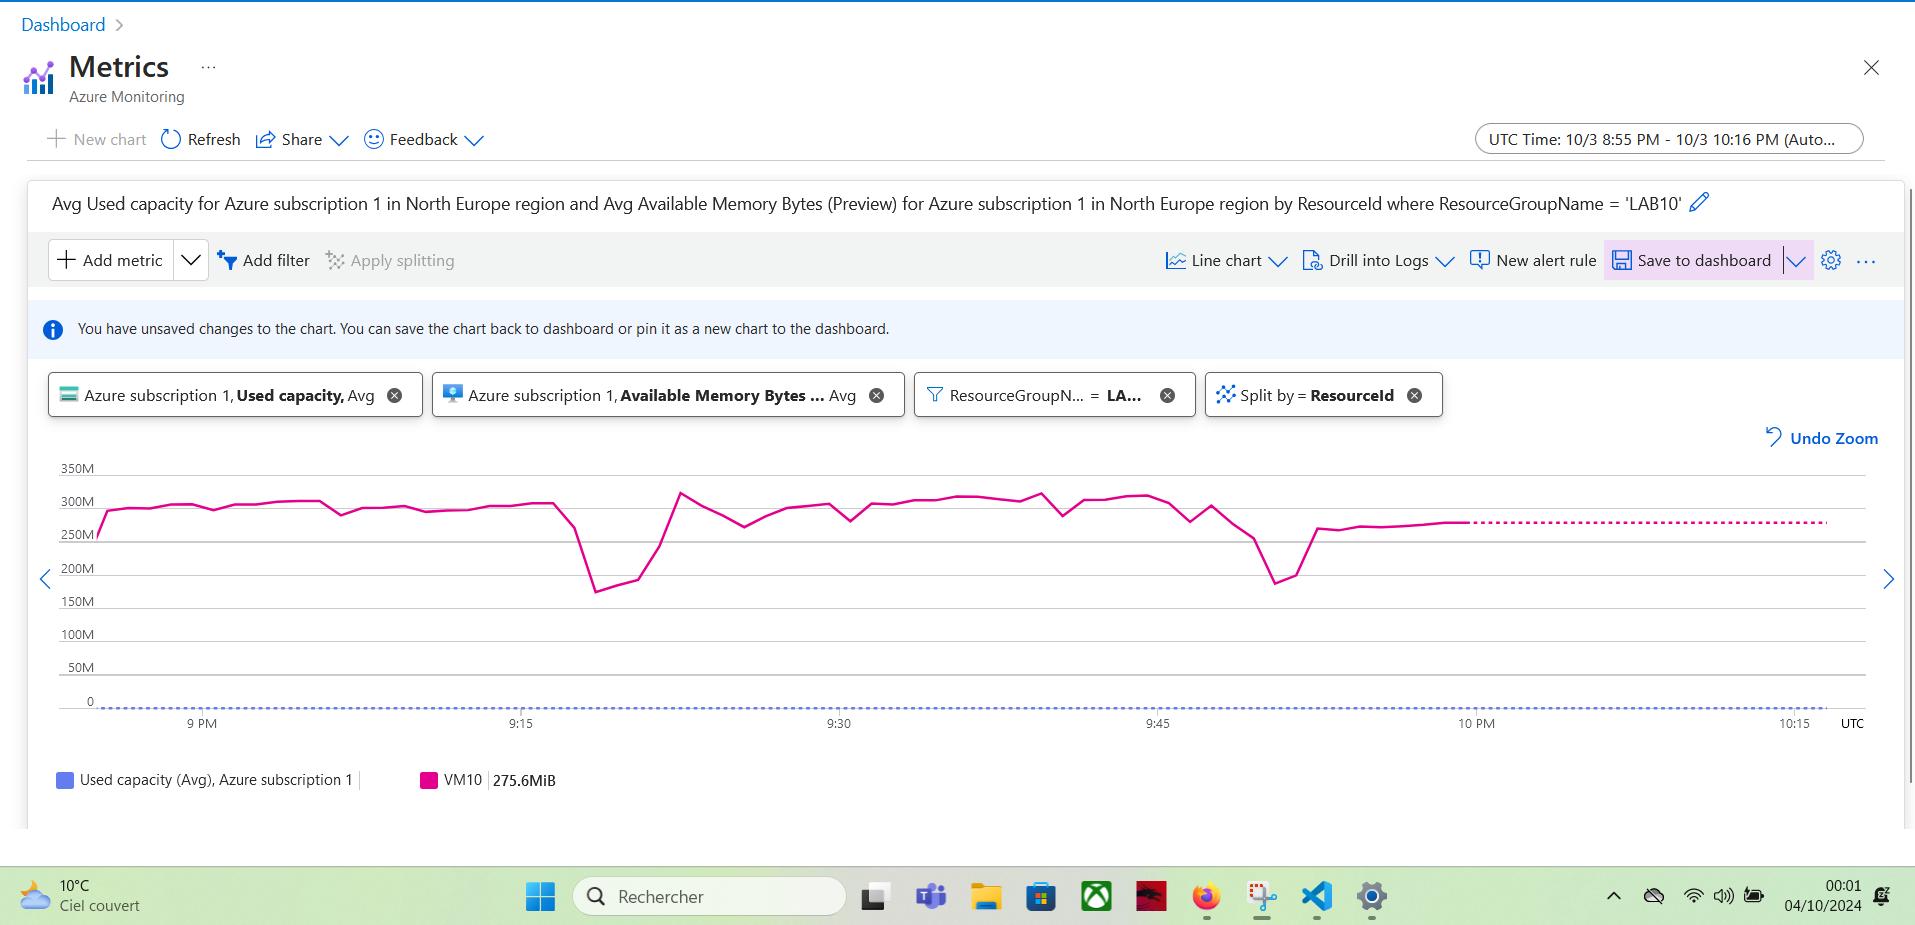 Dashboard
Metrics ...
Azure Monitoring
New chart Refresh Share Feedback UTC Time: 10/3 8:55 PM - 10/3 10:16 PM (Auto...
Avg Used capacity for Azure subscription 1 in North Europe region and Avg Available Memory Bytes (Preview) for Azure subscription 1 in North Europe region by ResourceId where ResourceGroupName = 'LAB10'
Add metric Add filter Apply splitting Line chart Drill into Logs New alert rule Save to dashboard ...
You have unsaved changes to the chart. You can save the chart back to dashboard or pin it as a new chart to the dashboard.
Azure subscription 1, Used capacity, Avg Azure subscription 1, Available Memory Bytes ... Avg ResourceGroupN... = LA... Split by = ResourceId
Undo Zoom
350M
300M
250M
200M
150M
100M
50M
0
9 PM 9:15 9:30 9:45 10 PM 10:15 UTC
Used capacity (Avg), Azure subscription 1 VM10 275.6MiB
10°C
Ciel couvert
Rechercher
00:01
04/10/2024